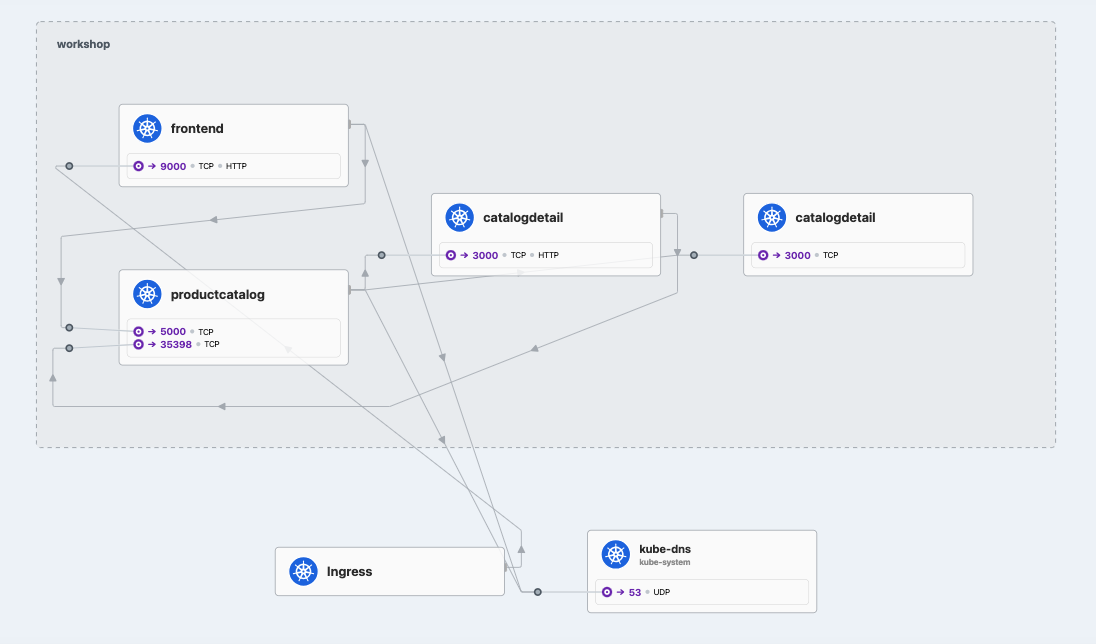 workshop
frontend
→ 9000 • TCP • HTTP
catalogdetail
→ 3000 • TCP • HTTP
catalogdetail
→ 3000 • TCP
productcatalog
→ 5000 • TCP
→ 35398 • TCP
Ingress
kube-dns
kube-system
→ 53 • UDP